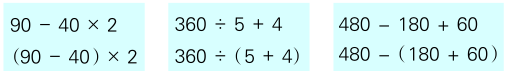 90 − 40 × 2
(90 − 40) × 2
360 ÷ 5 + 4
360 ÷ (5 + 4)
480 − 180 + 60
480 − (180 + 60)